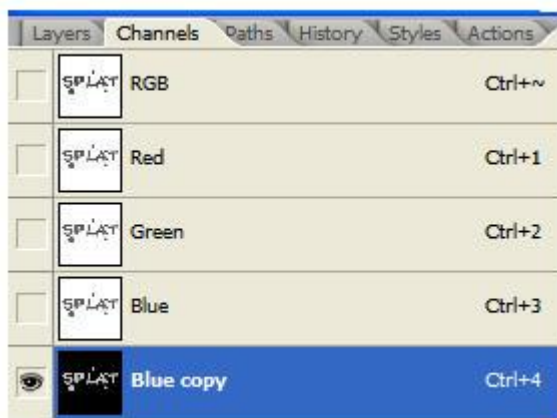 Layers Channels Paths History Styles Actions
SPLAT RGB Ctrl+~
SPLAT Red Ctrl+1
SPLAT Green Ctrl+2
SPLAT Blue Ctrl+3
SPLAT Blue copy Ctrl+4